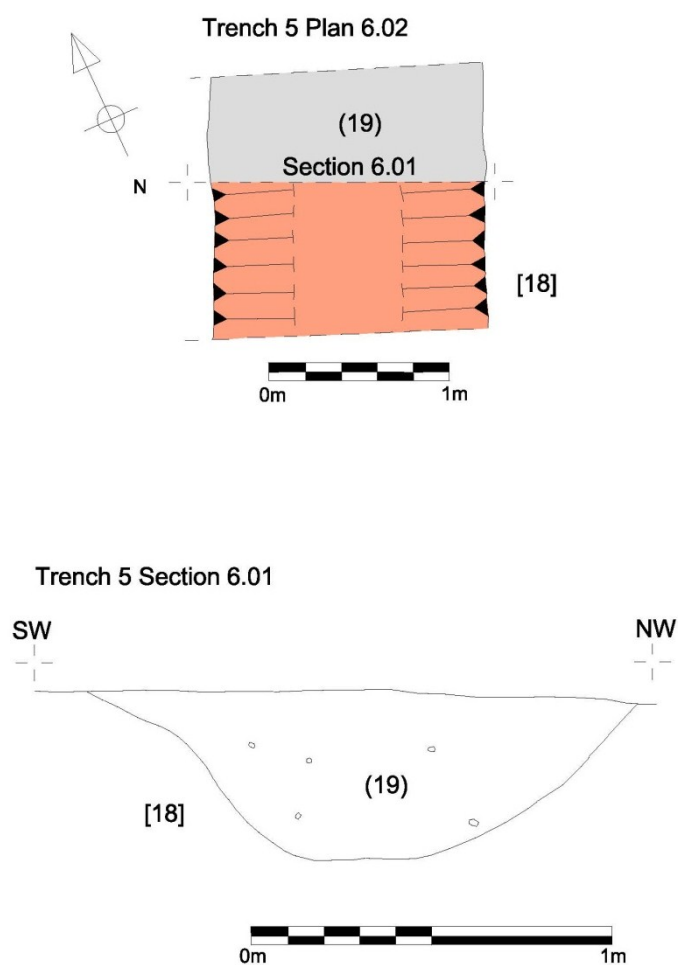 Trench 5 Plan 6.02
(19)
Section 6.01
N
[18]
0m 1m
Trench 5 Section 6.01
SW NW
(19)
[18]
0m 1m